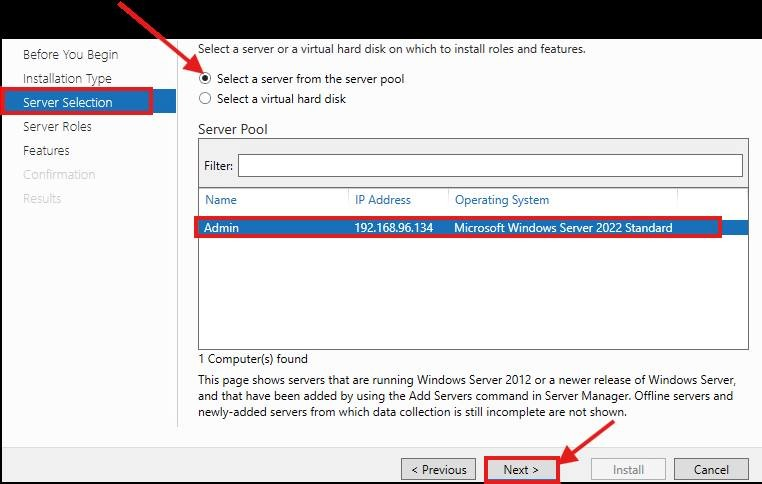 Before You Begin
Installation Type
Server Selection
Server Roles
Features
Confirmation
Results
Select a server or a virtual hard disk on which to install roles and features.
Select a server from the server pool
Select a virtual hard disk
Server Pool
Filter:
Name IP Address Operating System
Admin 192.168.96.134 Microsoft Windows Server 2022 Standard
1 Computer(s) found
This page shows servers that are running Windows Server 2012 or a newer release of Windows Server,
and that have been added by using the Add Servers command in Server Manager. Offline servers and
newly-added servers from which data collection is still incomplete are not shown.
< Previous Next > Install Cancel